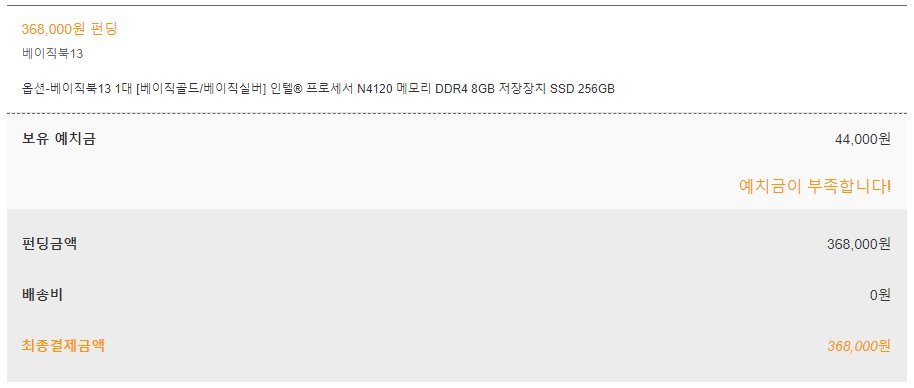 368,000원 펀딩
베이직북13
옵션-베이직북13 1대 [베이직골드/베이직실버] 인텔® 프로세서 N4120 메모리 DDR4 8GB 저장장치 SSD 256GB
보유 예치금 44,000원
예치금이 부족합니다!
펀딩금액 368,000원
배송비 0원
최종결제금액 368,000원